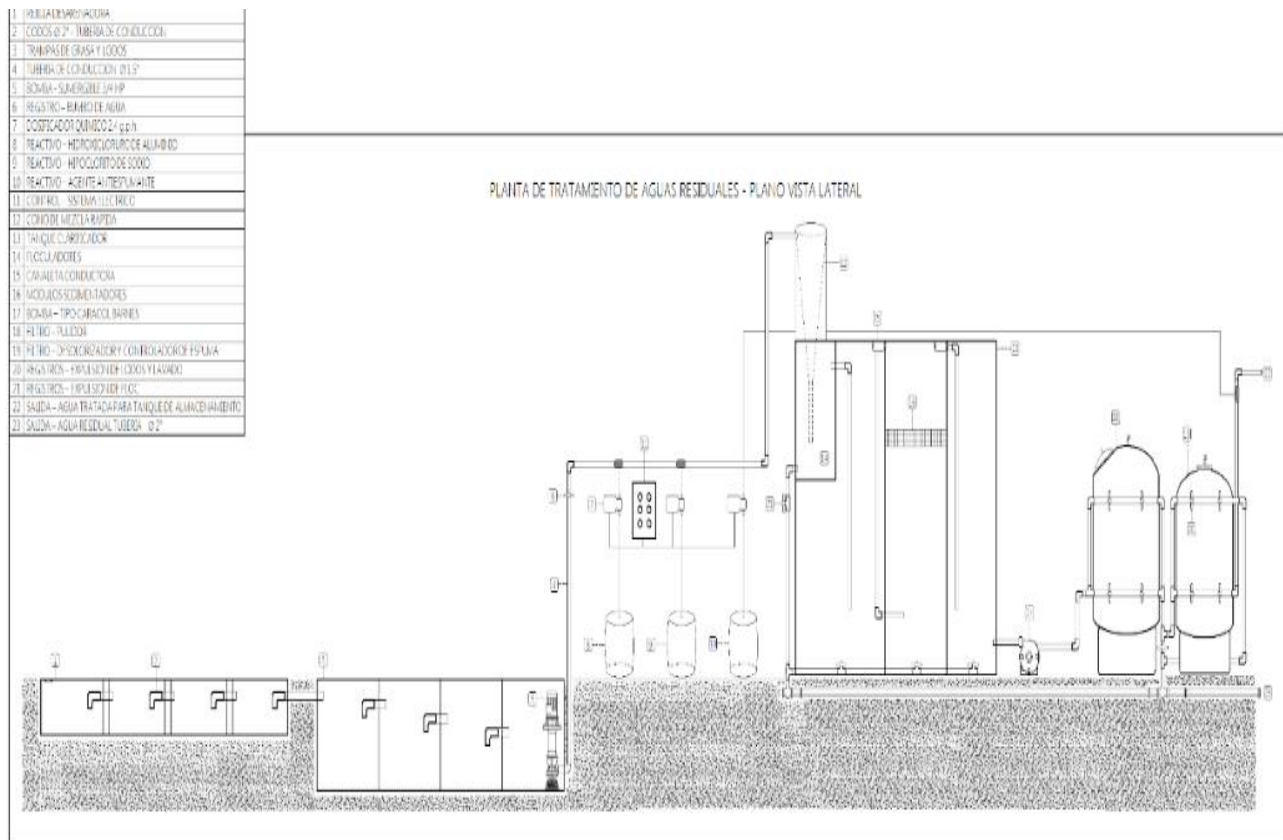 1 REJILLA DESARENADORA
2 CODOS Ø 2" - TUBERIA DE CONDUCCION
3 TRAMPAS DE GRASA Y LODOS
4 TUBERIA DE CONDUCCION Ø 1.5"
5 BOMBA - SUMERGIBLE 3/4 HP
6 REGISTRO - BUMBO DE AGUA
7 DOSIFICADOR QUIMICO 2.4 g.p.h
8 REACTIVO - HIDROXICLORURO DE ALUMINIO
9 REACTIVO - HIPOCLORITO DE SODIO
10 REACTIVO - AGENTE ANTIESPUMANTE
11 CONTROL - SISTEMA ELECTRICO
12 CONO DE MEZCLA RAPIDA
13 TANQUE CLARIFICADOR
14 FLOCULADORES
15 CANALETA CONDUCTORA
16 MODULOS SEDIMENTADORES
17 BOMBA - TIPO CARACOL BARNES
18 FILTRO - PULIDOR
19 FILTRO - DESOLORIZADOR Y CONTROLADOR DE ESPUMA
20 REGISTROS - EXPULSION DE LODOS Y LAVADO
21 REGISTROS - EXPULSION DE FLOC
22 SALIDA - AGUA TRATADA PARA TANQUE DE ALMACENAMIENTO
23 SALIDA - AGUA RESIDUAL TUBERIA Ø 2"
PLANTA DE TRATAMIENTO DE AGUAS RESIDUALES - PLANO VISTA LATERAL